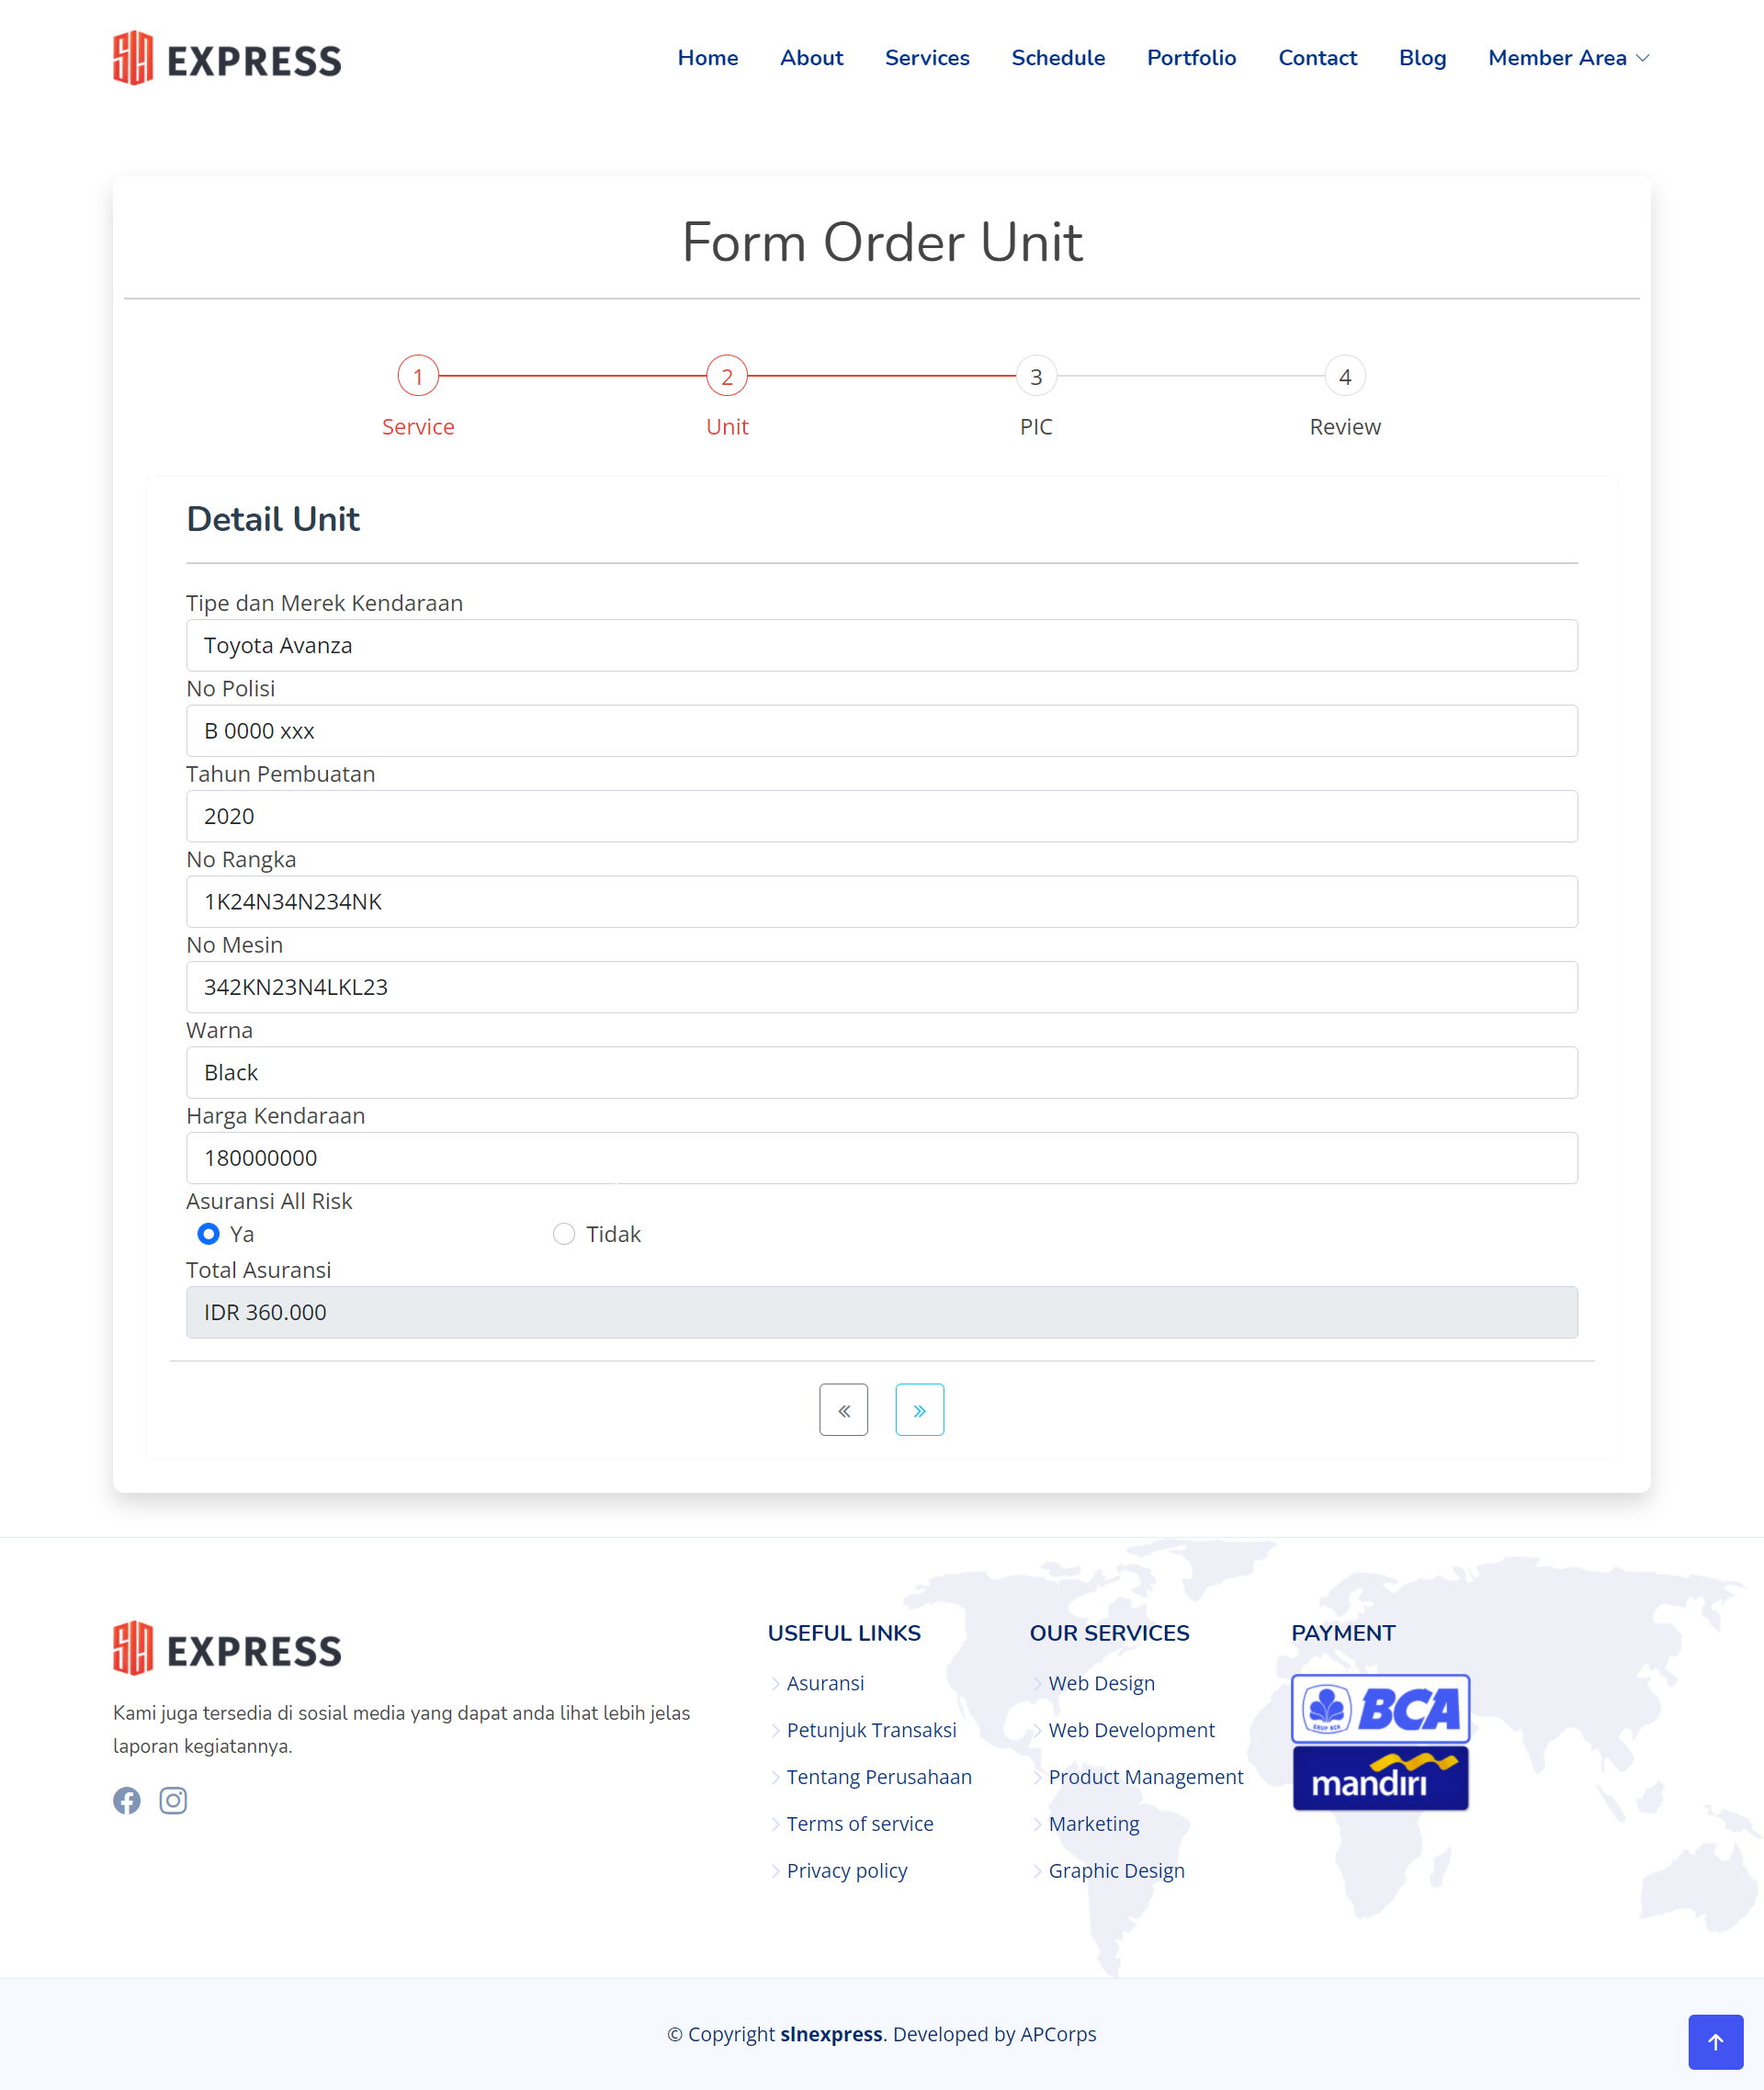 SLN EXPRESS
Home About Services Schedule Portfolio Contact Blog Member Area
Form Order Unit
1 2 3 4
Service Unit PIC Review
Detail Unit
Tipe dan Merek Kendaraan
Toyota Avanza
No Polisi
B 0000 xxx
Tahun Pembuatan
2020
No Rangka
1K24N34N234NK
No Mesin
342KN23N4LKL23
Warna
Black
Harga Kendaraan
180000000
Asuransi All Risk
Ya Tidak
Total Asuransi
IDR 360.000
«
»
SLN EXPRESS
Kami juga tersedia di sosial media yang dapat anda lihat lebih jelas
laporan kegiatannya.
USEFUL LINKS
Asuransi
Petunjuk Transaksi
Tentang Perusahaan
Terms of service
Privacy policy
OUR SERVICES
Web Design
Web Development
Product Management
Marketing
Graphic Design
PAYMENT
GRUP BCA
BCA
mandiri
© Copyright slnexpress. Developed by APCorps